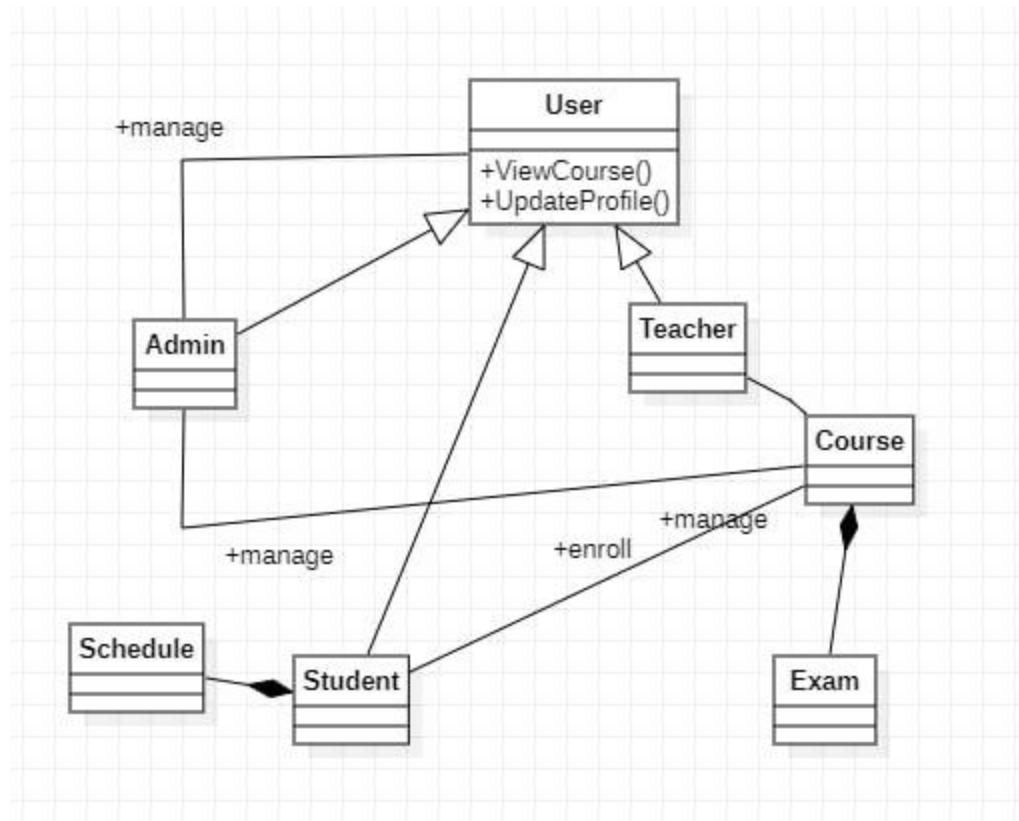 User
+manage
+ViewCourse()
+UpdateProfile()
Admin
Teacher
Course
+manage
+enroll
+manage
Schedule
Student
Exam